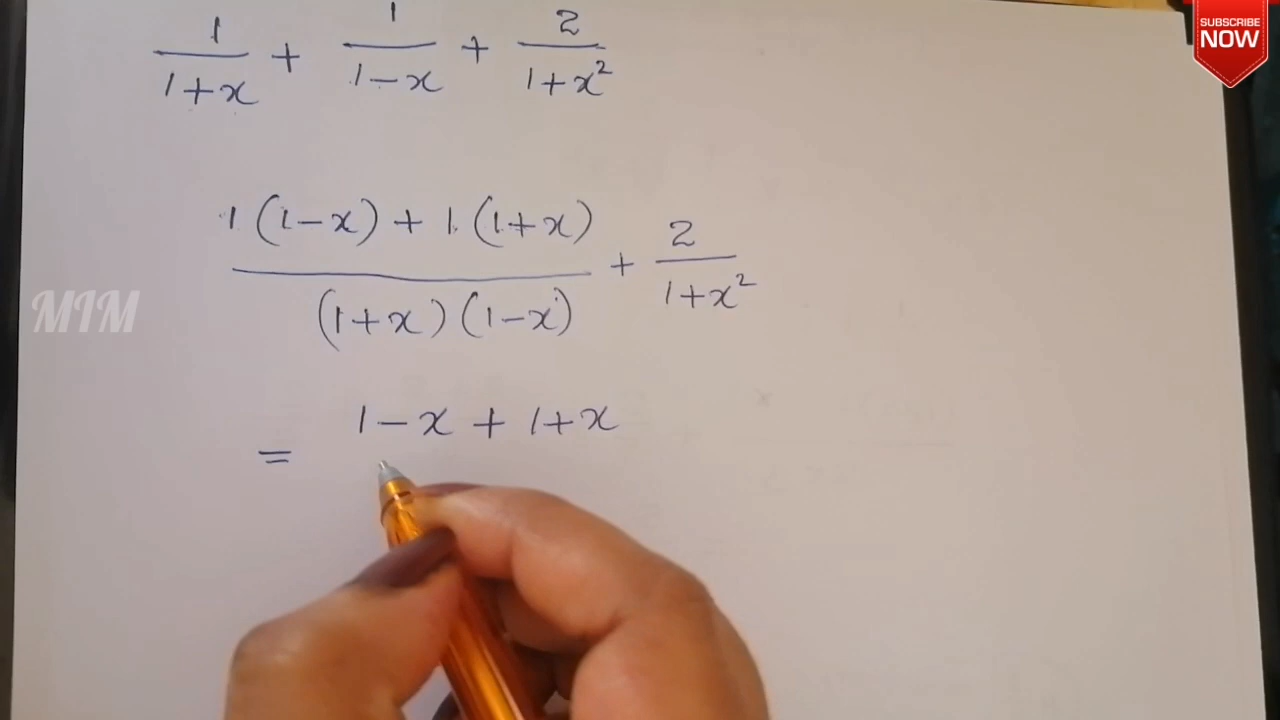 SUBSCRIBE
NOW
1/(1+x) + 1/(1-x) + 2/(1+x²)
(1(1-x) + 1(1+x))/((1+x)(1-x)) + 2/(1+x²)
MIM
= 1-x + 1+x